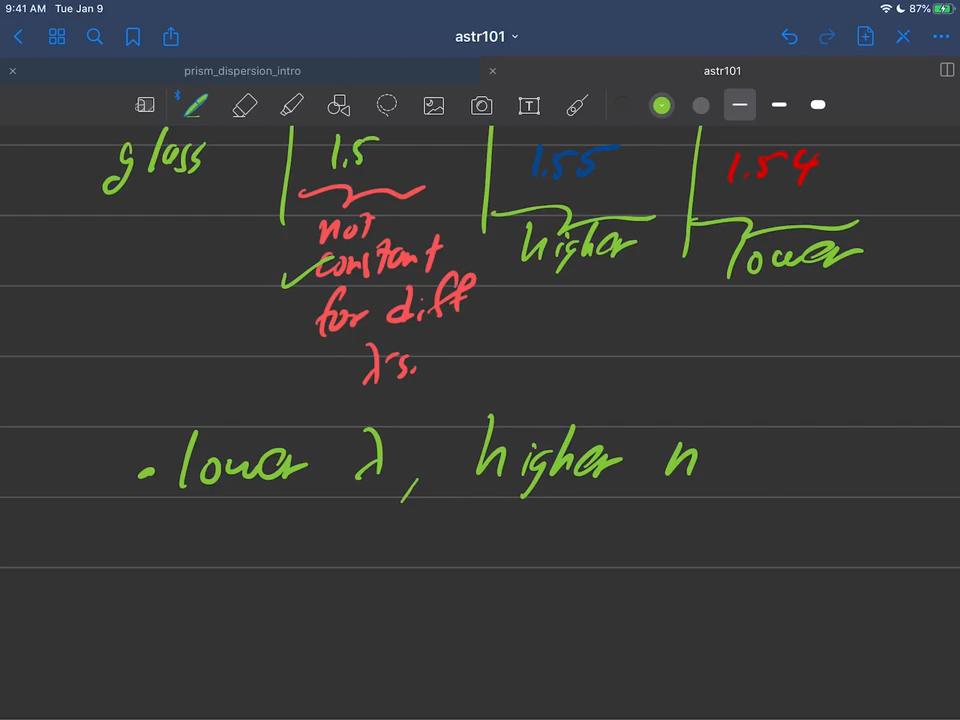 9:41 AM Tue Jan 9
87%
astr101
prism_dispersion_intro
astr101
T
glass 1.5 1.55 1.54
not
constant
for diff
λ's.
higher
lower
• lower λ, higher n